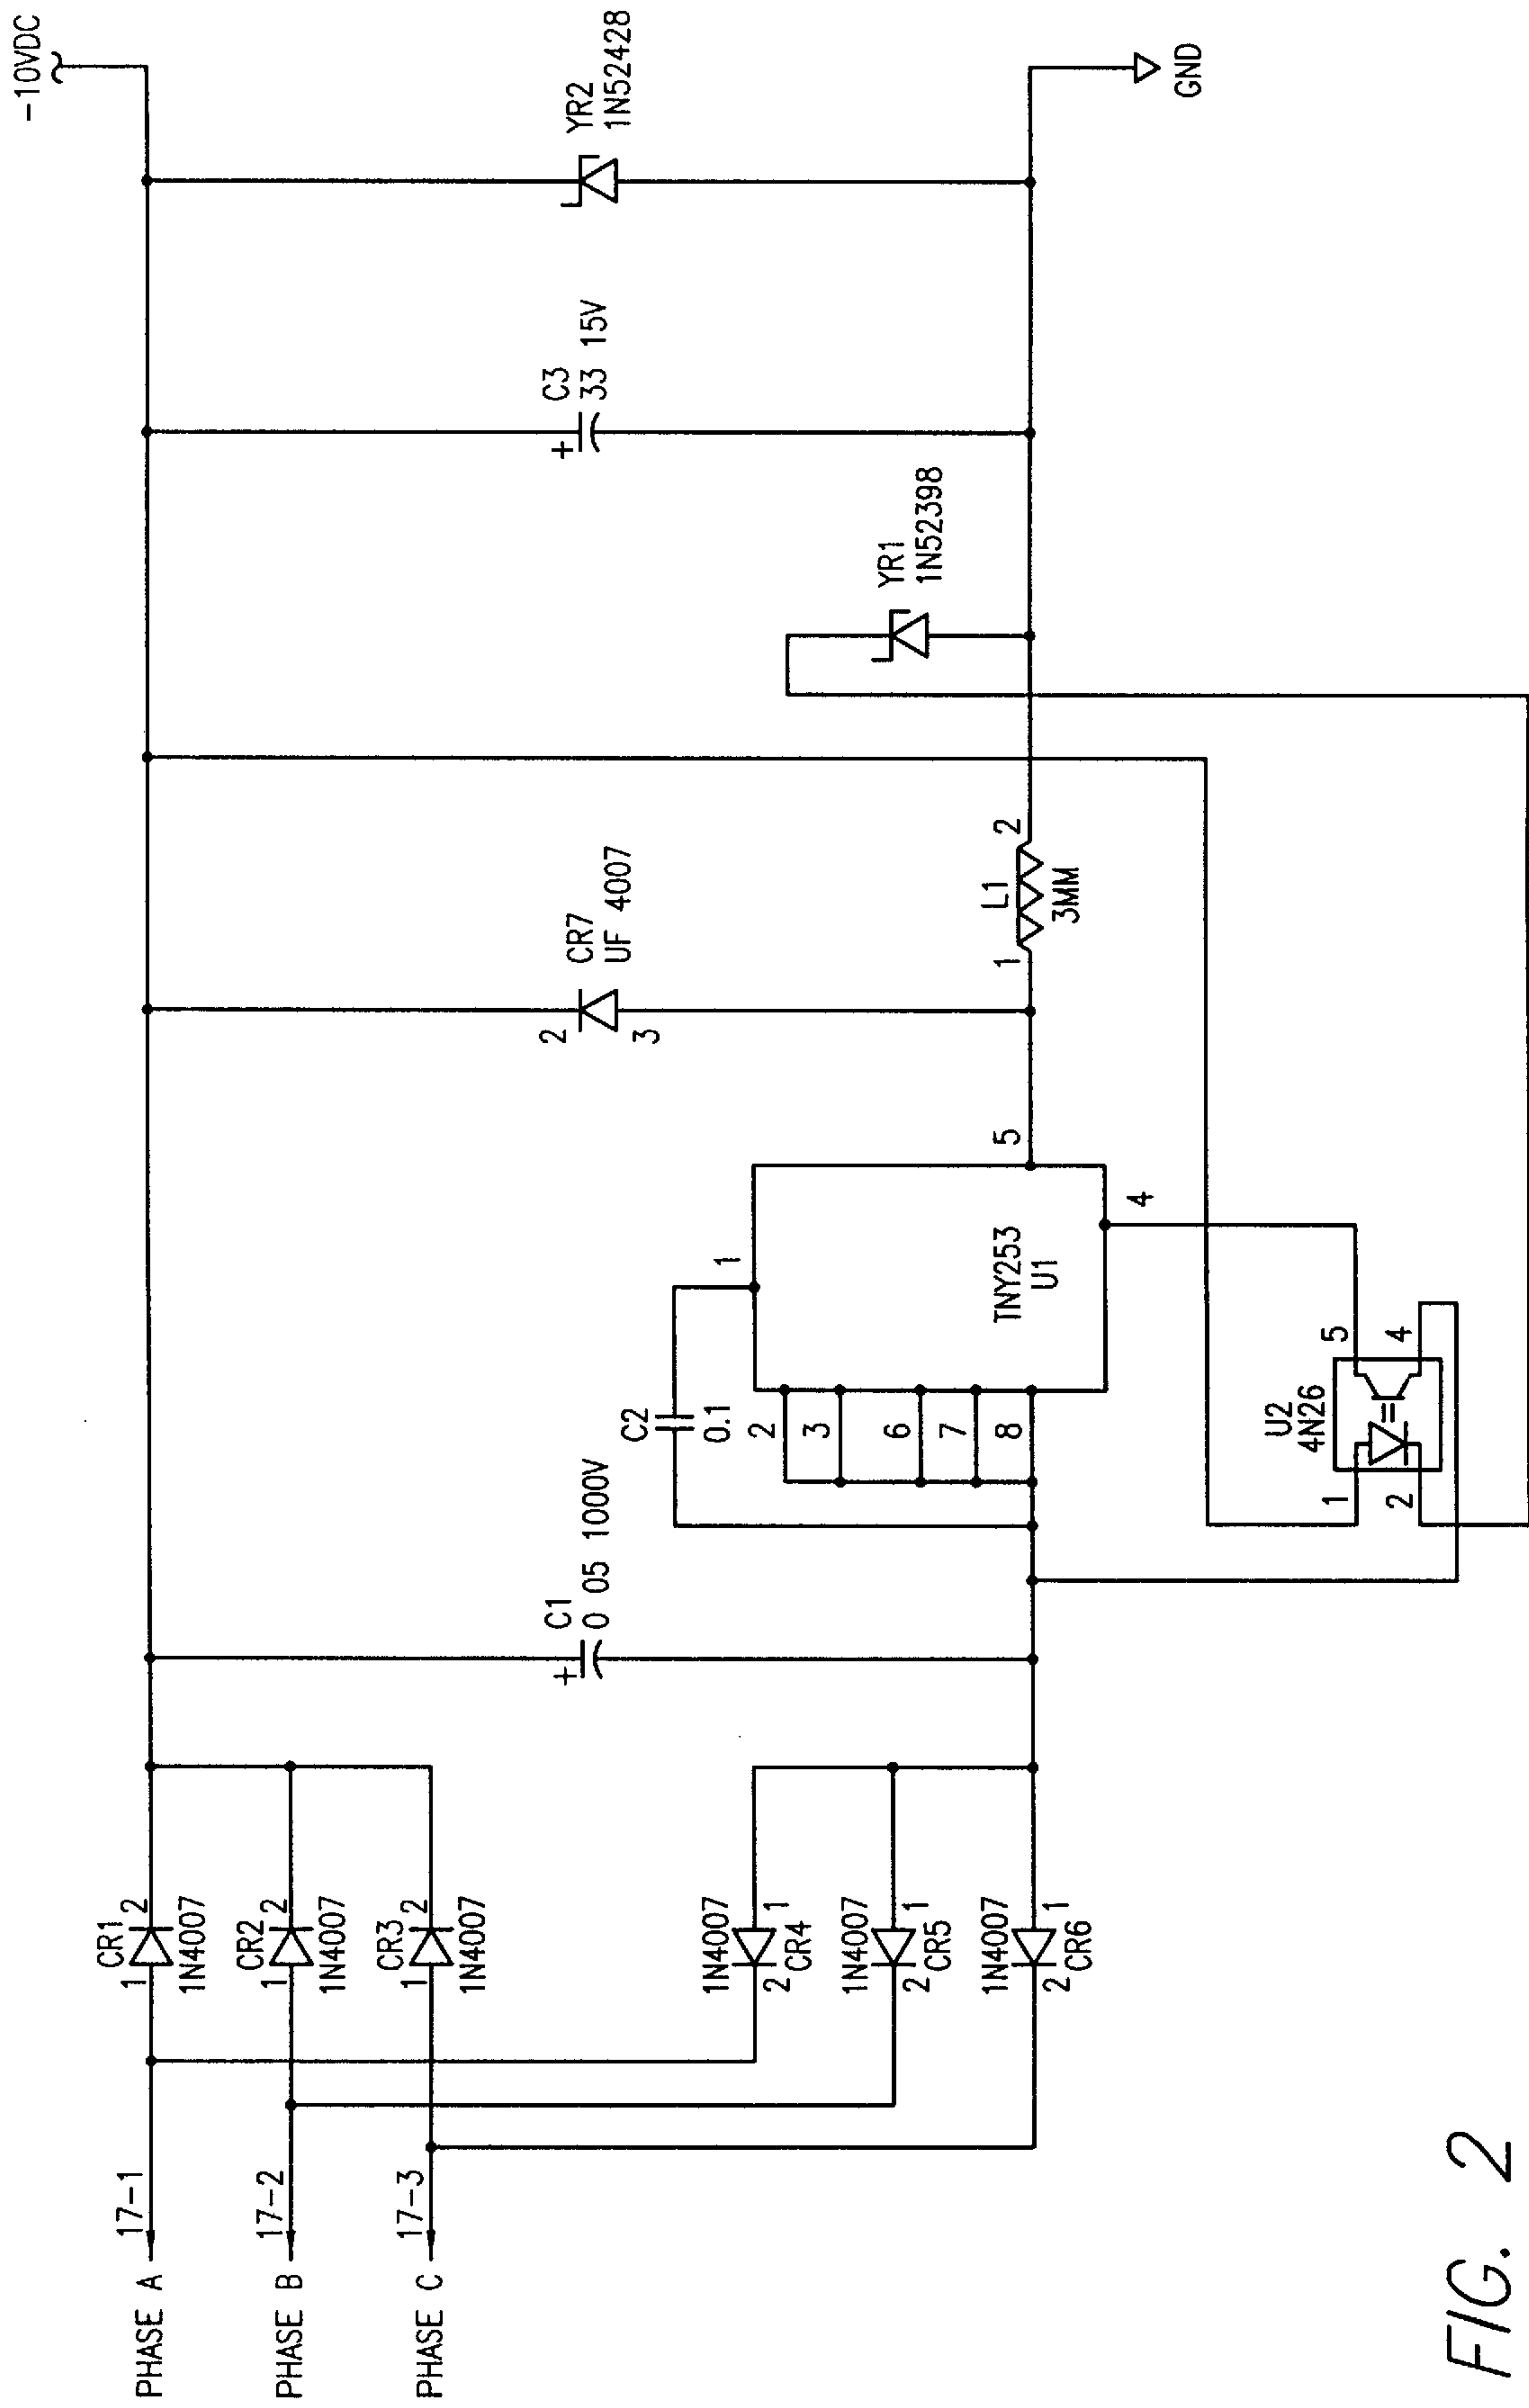 PHASE A
17-1
PHASE B
17-2
PHASE C
17-3
1
CR1
2
1N4007
1
CR2
2
1N4007
1
CR3
2
1N4007
1N4007
2
1
CR4
1N4007
2
1
CR5
1N4007
2
1
CR6
+
C1
0 05 1000V
C2
0.1
2
3
6
7
8
1
TNY253
U1
5
4
U2
4N26
1
2
5
4
2
3
CR7
UF 4007
1
L1
2
3MM
YR1
1N52398
+
C3
33 15V
YR2
1N52428
-10VDC
GND
FIG. 2